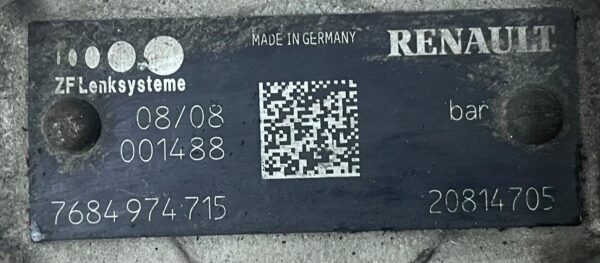 MADE IN GERMANY
RENAULT
ZF Lenksysteme
08/08
bar
001488
7684 974 715
20814705